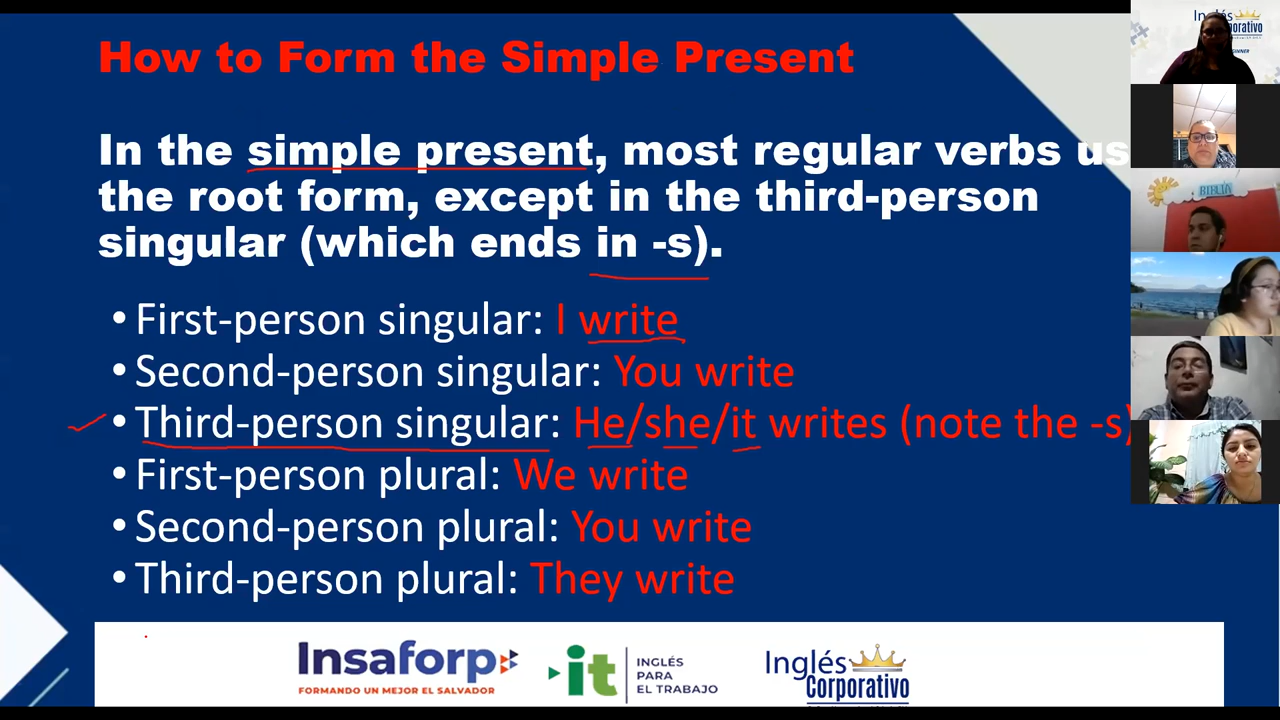 How to Form the Simple Present
In the simple present, most regular verbs us
the root form, except in the third-person
singular (which ends in -s).
• First-person singular: I write
• Second-person singular: You write
• Third-person singular: He/she/it writes (note the -s)
• First-person plural: We write
• Second-person plural: You write
• Third-person plural: They write
Insaforp
FORMANDO UN MEJOR EL SALVADOR
it
INGLÉS
PARA
EL TRABAJO
Inglés
Corporativo
Inglés
orporativo
BIBLIA